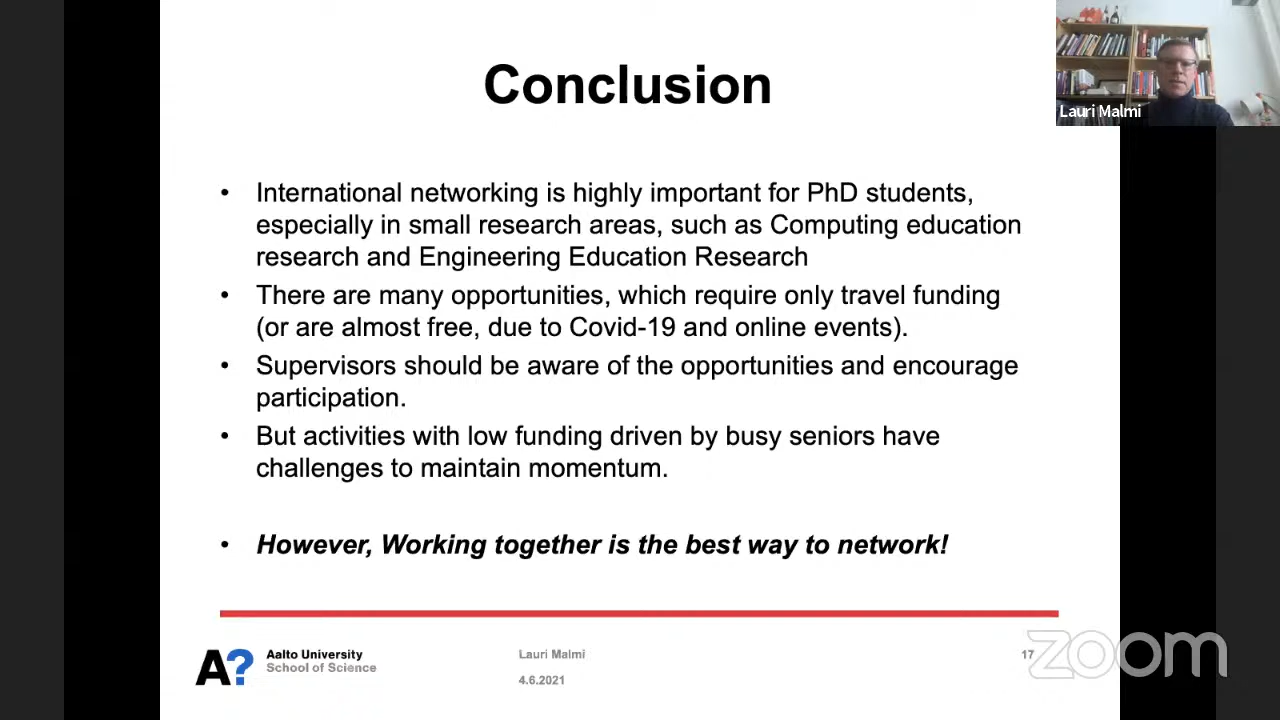 Conclusion
Lauri Malmi
• International networking is highly important for PhD students,
especially in small research areas, such as Computing education
research and Engineering Education Research
• There are many opportunities, which require only travel funding
(or are almost free, due to Covid-19 and online events).
• Supervisors should be aware of the opportunities and encourage
participation.
• But activities with low funding driven by busy seniors have
challenges to maintain momentum.
• However, Working together is the best way to network!
A?
Aalto University
School of Science
Lauri Malmi
4.6.2021
17
zoom